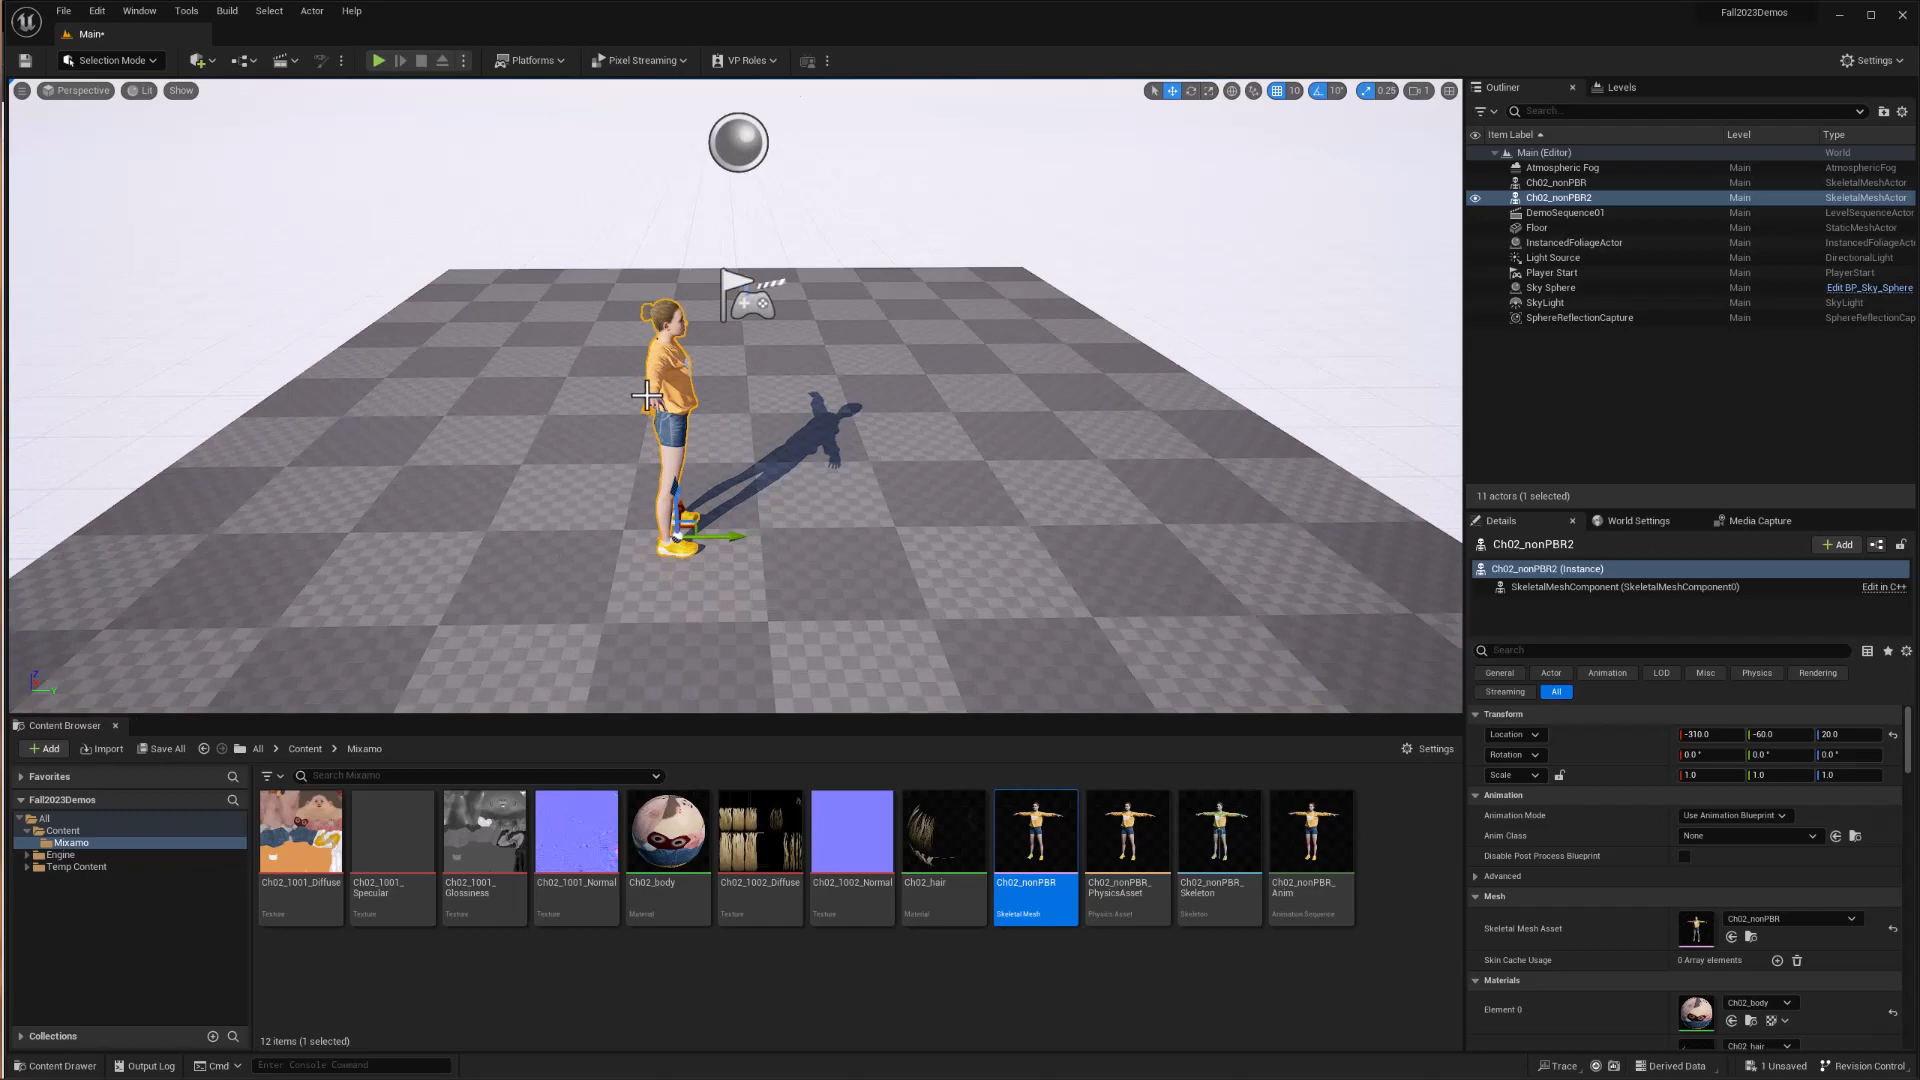 File Edit Window Tools Build Select Actor Help
Fall2023Demos
Main*
Selection Mode
Platforms
Pixel Streaming
VP Roles
Settings
Perspective
Lit
Show
10
10°
0.25
1
Outliner
Levels
Search...
Item Label
Level
Type
Main (Editor)
World
Atmospheric Fog
Main
AtmosphericFog
Ch02_nonPBR
Main
SkeletalMeshActor
Ch02_nonPBR2
Main
SkeletalMeshActor
DemoSequence01
Main
LevelSequenceActor
Floor
Main
StaticMeshActor
InstancedFoliageActor
Main
InstancedFoliageActo
Light Source
Main
DirectionalLight
Player Start
Main
PlayerStart
Sky Sphere
Main
Edit BP_Sky_Sphere
SkyLight
Main
SkyLight
SphereReflectionCapture
Main
SphereReflectionCap
11 actors (1 selected)
Details
World Settings
Media Capture
Ch02_nonPBR2
+ Add
Ch02_nonPBR2 (Instance)
SkeletalMeshComponent (SkeletalMeshComponent0)
Edit in C++
Search
General
Actor
Animation
LOD
Misc
Physics
Rendering
Streaming
All
Transform
Location
-310.0
-60.0
20.0
Rotation
0.0 °
0.0 °
0.0 °
Scale
1.0
1.0
1.0
Animation
Animation Mode
Use Animation Blueprint
Anim Class
None
Disable Post Process Blueprint
Advanced
Mesh
Skeletal Mesh Asset
Ch02_nonPBR
Skin Cache Usage
0 Array elements
Materials
Element 0
Ch02_body
Ch02_hair
Z
Y
Content Browser
+ Add
Import
Save All
All
Content
Mixamo
Settings
Favorites
Search Mixamo
Fall2023Demos
All
Content
Mixamo
Engine
Temp Content
Collections
Ch02_1001_Diffuse
Texture
Ch02_1001_
Specular
Texture
Ch02_1001_
Glossiness
Texture
Ch02_1001_Normal
Texture
Ch02_body
Material
Ch02_1002_Diffuse
Texture
Ch02_1002_Normal
Texture
Ch02_hair
Material
Ch02_nonPBR
Skeletal Mesh
Ch02_nonPBR_
PhysicsAsset
Physics Asset
Ch02_nonPBR_
Skeleton
Skeleton
Ch02_nonPBR_
Anim
Animation Sequence
12 items (1 selected)
Content Drawer
Output Log
Cmd
Enter Console Command
Trace
Derived Data
1 Unsaved
Revision Control